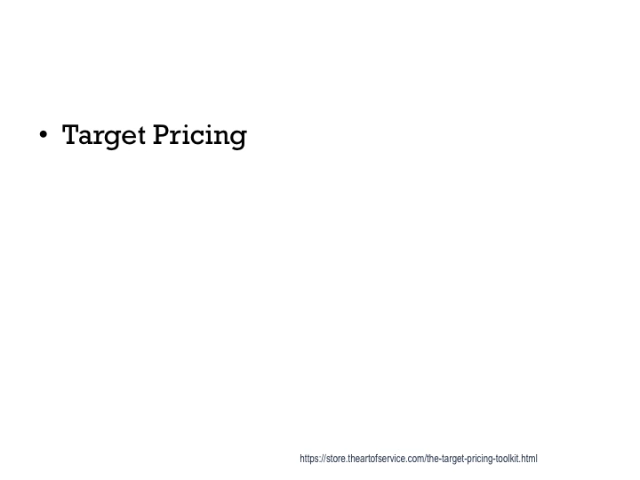 • Target Pricing
https://store.theartofservice.com/the-target-pricing-toolkit.html